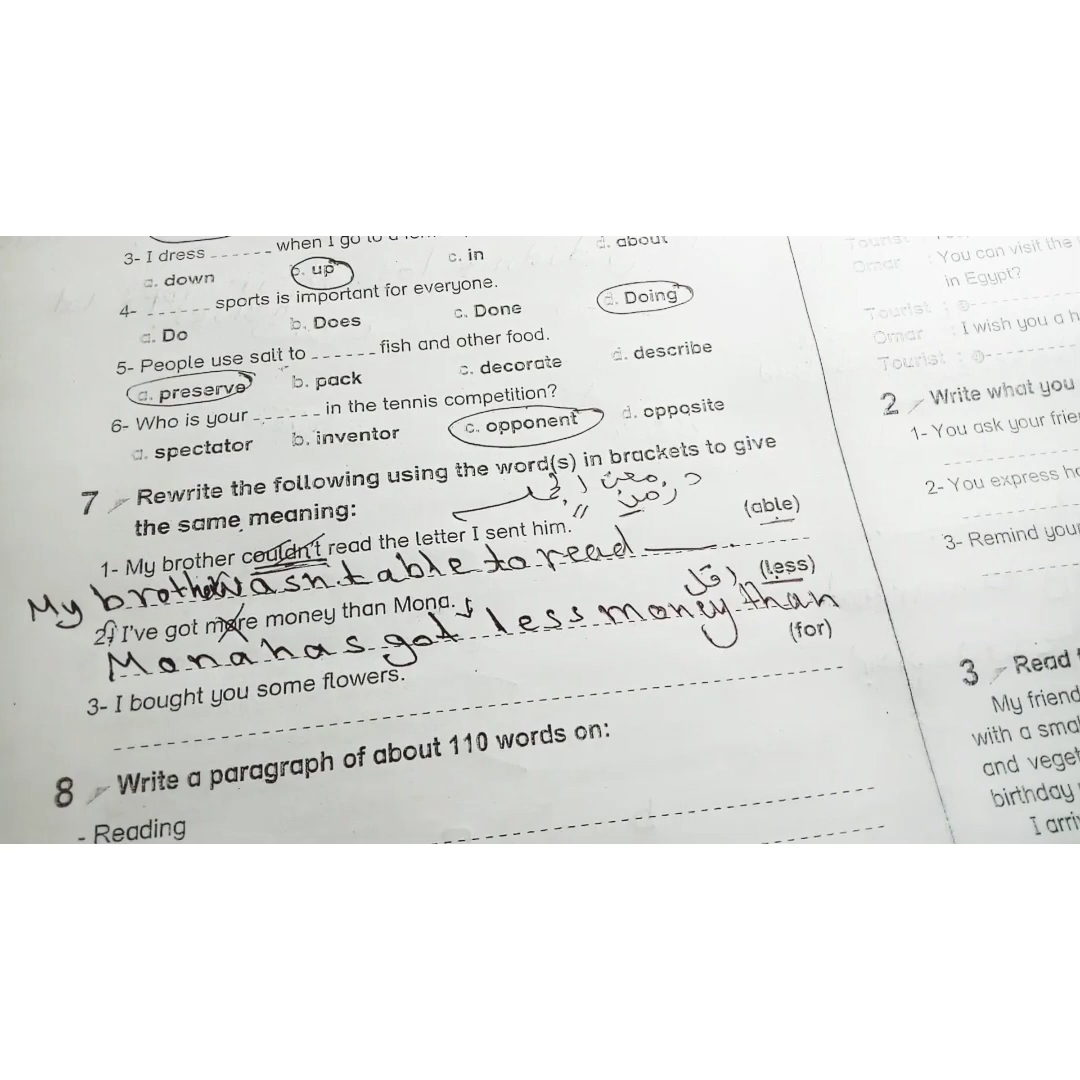 3- I dress ------ when I go to a
a. down b. up c. in d. about
4- ------ sports is important for everyone.
a. Do b. Does c. Done d. Doing
5- People use salt to ------ fish and other food.
a. preserve b. pack c. decorate d. describe
6- Who is your ------ in the tennis competition?
a. spectator b. inventor c. opponent d. opposite
7 Rewrite the following using the word(s) in brackets to give
the same meaning:
1- My brother couldn't read the letter I sent him. (able)
My brother wasn't able to read
اقل
2- I've got more money than Mona. (less)
Mona has got less money than
3- I bought you some flowers. (for)
8 Write a paragraph of about 110 words on:
- Reading
Tourist :
Omar : You can visit the
in Egypt?
Tourist :
Omar : I wish you a h
Tourist :
2 Write what you
1- You ask your frie
2- You express ho
3- Remind your
3 Read
My friend
with a sma
and veget
birthday
I arri